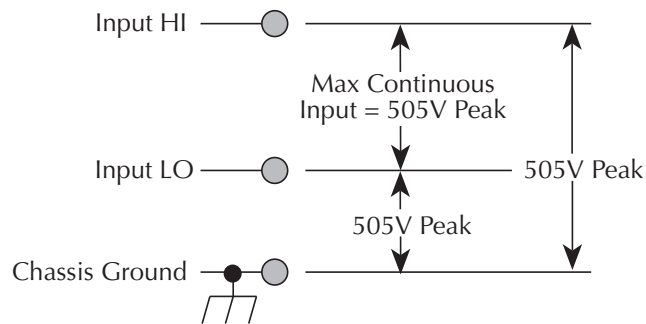 Input HI
Max Continuous
Input = 505V Peak
Input LO
505V Peak
505V Peak
Chassis Ground